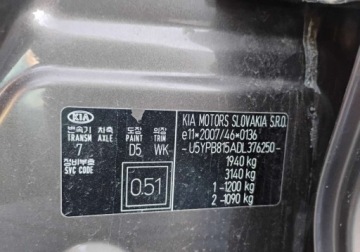 KIA
변속기 차축 도장 의장
TRANSM AXLE PAINT TRIM
7 D5 WK
정비부호
SVC CODE
0.51
KIA MOTORS SLOVAKIA S.R.O.
e11*2007/46*0136
-U5YPB815ADL376250-
1940 kg
3140 kg
1 -1200 kg
2 -1090 kg